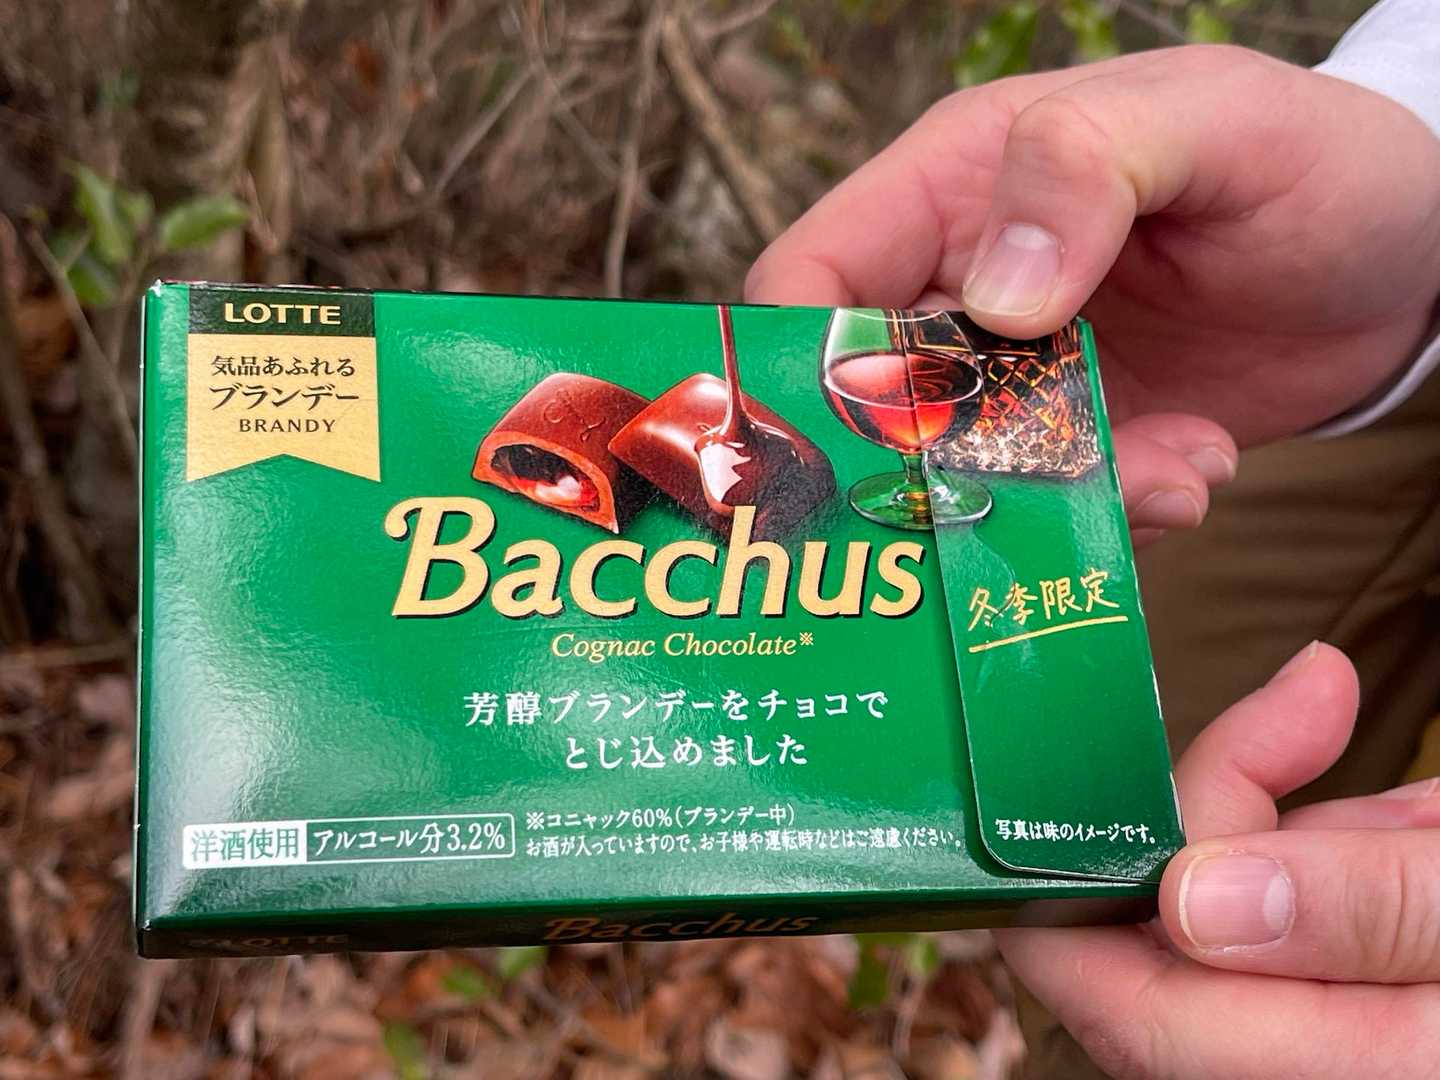 LOTTE
気品あふれる
ブランデー
BRANDY
Bacchus
Cognac Chocolate※
冬季限定
芳醇ブランデーをチョコで
とじ込めました
洋酒使用 アルコール分3.2%
※コニャック60%(ブランデー中)
お酒が入っていますので、お子様や運転時などはご遠慮ください。
写真は味のイメージです。
LOTTE
Bacchus